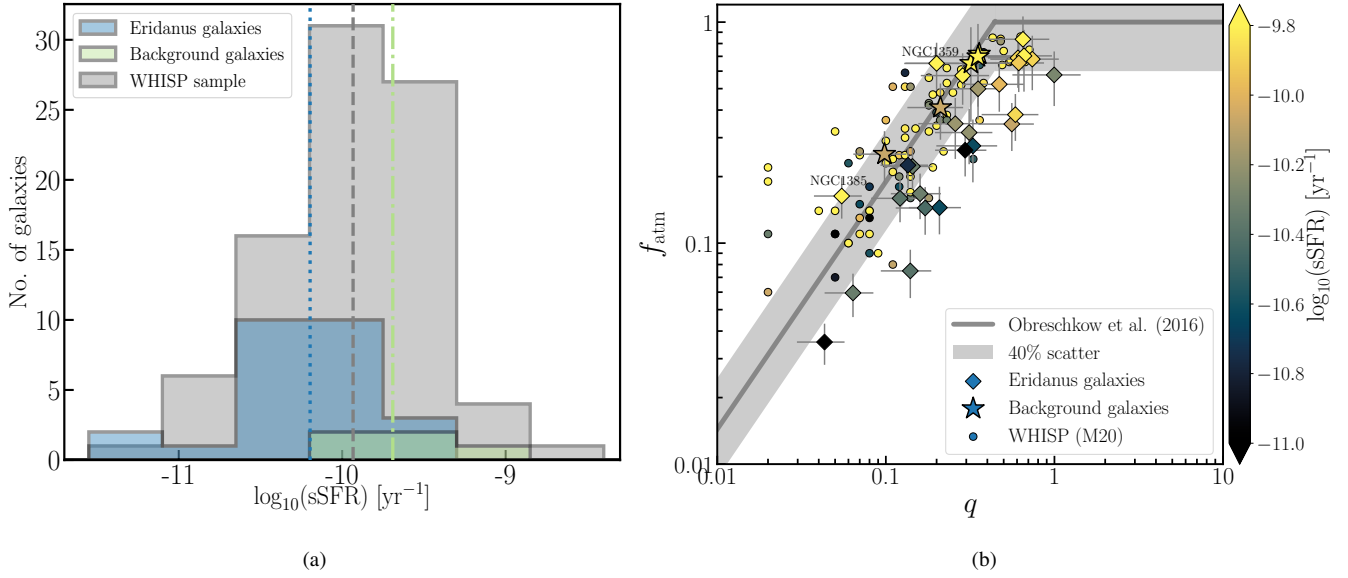 Eridanus galaxies
Background galaxies
WHISP sample
No. of galaxies
30
25
20
15
10
5
0
-11
-10
-9
log₁₀(sSFR) [yr⁻¹]
(a)
NGC1359
NGC1385
f_atm
1
0.1
0.01
0.01
0.1
1
10
q
Obreschkow et al. (2016)
40% scatter
Eridanus galaxies
Background galaxies
WHISP (M20)
(b)
−9.8
−10.0
−10.2
−10.4
−10.6
−10.8
−11.0
log₁₀(sSFR) [yr⁻¹]